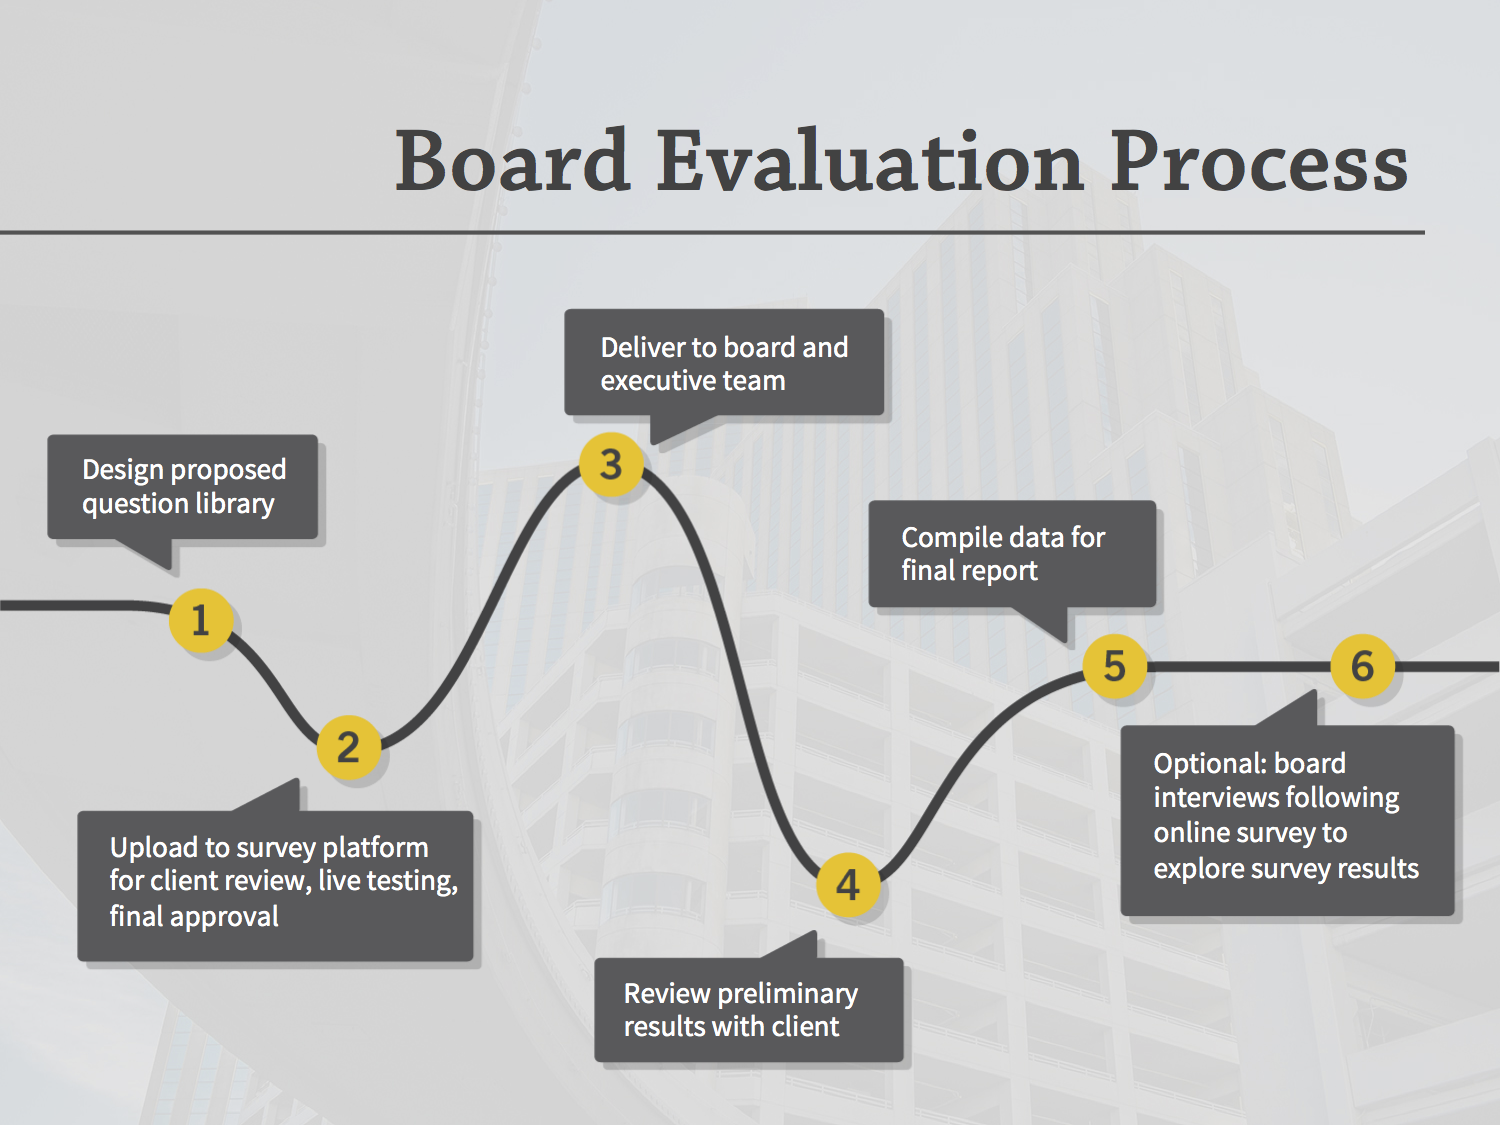 Board Evaluation Process
1
Design proposed
question library
2
Upload to survey platform
for client review, live testing,
final approval
3
Deliver to board and
executive team
4
Review preliminary
results with client
5
Compile data for
final report
6
Optional: board
interviews following
online survey to
explore survey results